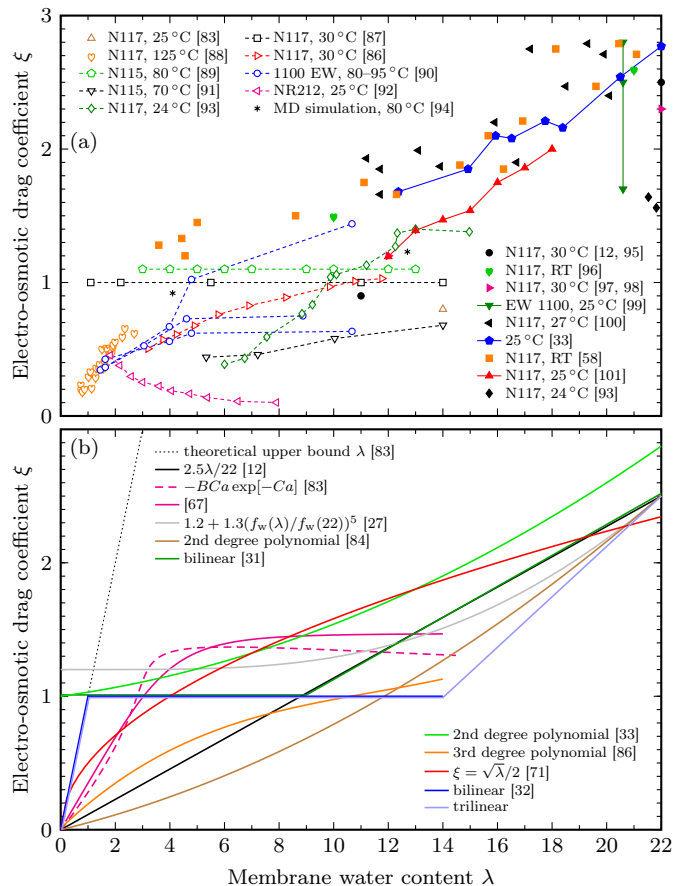 3
2
1
0
Electro-osmotic drag coefficient ξ
N117, 25 °C [83]
N117, 125 °C [88]
N115, 80 °C [89]
N115, 70 °C [91]
N117, 24 °C [93]
N117, 30 °C [87]
N117, 30 °C [86]
1100 EW, 80–95 °C [90]
NR212, 25 °C [92]
MD simulation, 80 °C [94]
(a)
N117, 30 °C [12, 95]
N117, RT [96]
N117, 30 °C [97, 98]
EW 1100, 25 °C [99]
N117, 27 °C [100]
25 °C [33]
N117, RT [58]
N117, 25 °C [101]
N117, 24 °C [93]
(b)
theoretical upper bound λ [83]
2.5λ/22 [12]
−BCa exp[−Ca] [83]
[67]
1.2 + 1.3(f_w(λ)/f_w(22))⁵ [27]
2nd degree polynomial [84]
bilinear [31]
2nd degree polynomial [33]
3rd degree polynomial [86]
ξ = √λ/2 [71]
bilinear [32]
trilinear
2
1
0
Electro-osmotic drag coefficient ξ
0 2 4 6 8 10 12 14 16 18 20 22
Membrane water content λ